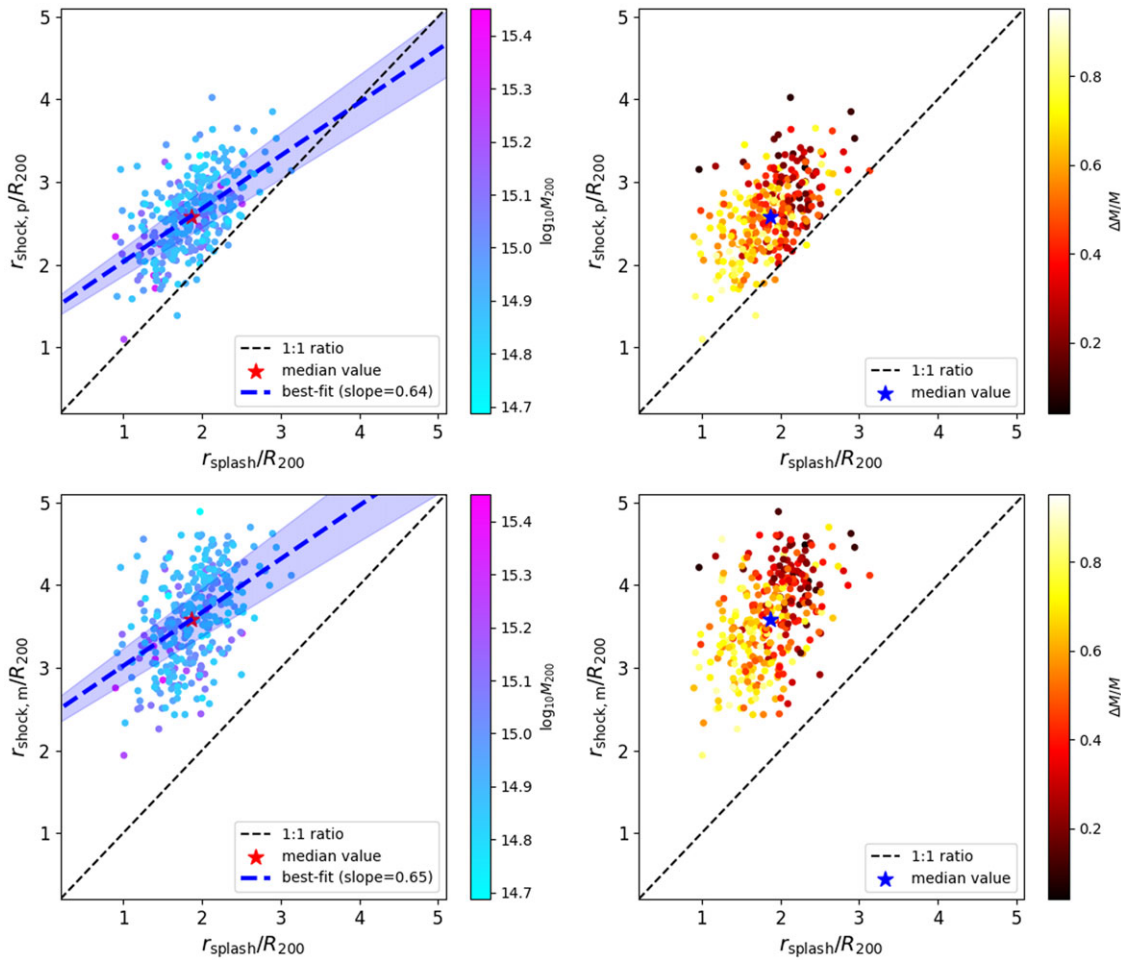 5
4
3
2
1
r_shock, p/R_200
1 2 3 4 5
r_splash/R_200
1:1 ratio
median value
best-fit (slope=0.64)
15.4
15.3
15.2
15.1
15.0
14.9
14.8
14.7
log_10M_200
5
4
3
2
1
r_shock, p/R_200
1 2 3 4 5
r_splash/R_200
1:1 ratio
median value
0.8
0.6
0.4
0.2
ΔM/M
5
4
3
2
1
r_shock, m/R_200
1 2 3 4 5
r_splash/R_200
1:1 ratio
median value
best-fit (slope=0.65)
15.4
15.3
15.2
15.1
15.0
14.9
14.8
14.7
log_10M_200
5
4
3
2
1
r_shock, m/R_200
1 2 3 4 5
r_splash/R_200
1:1 ratio
median value
0.8
0.6
0.4
0.2
ΔM/M